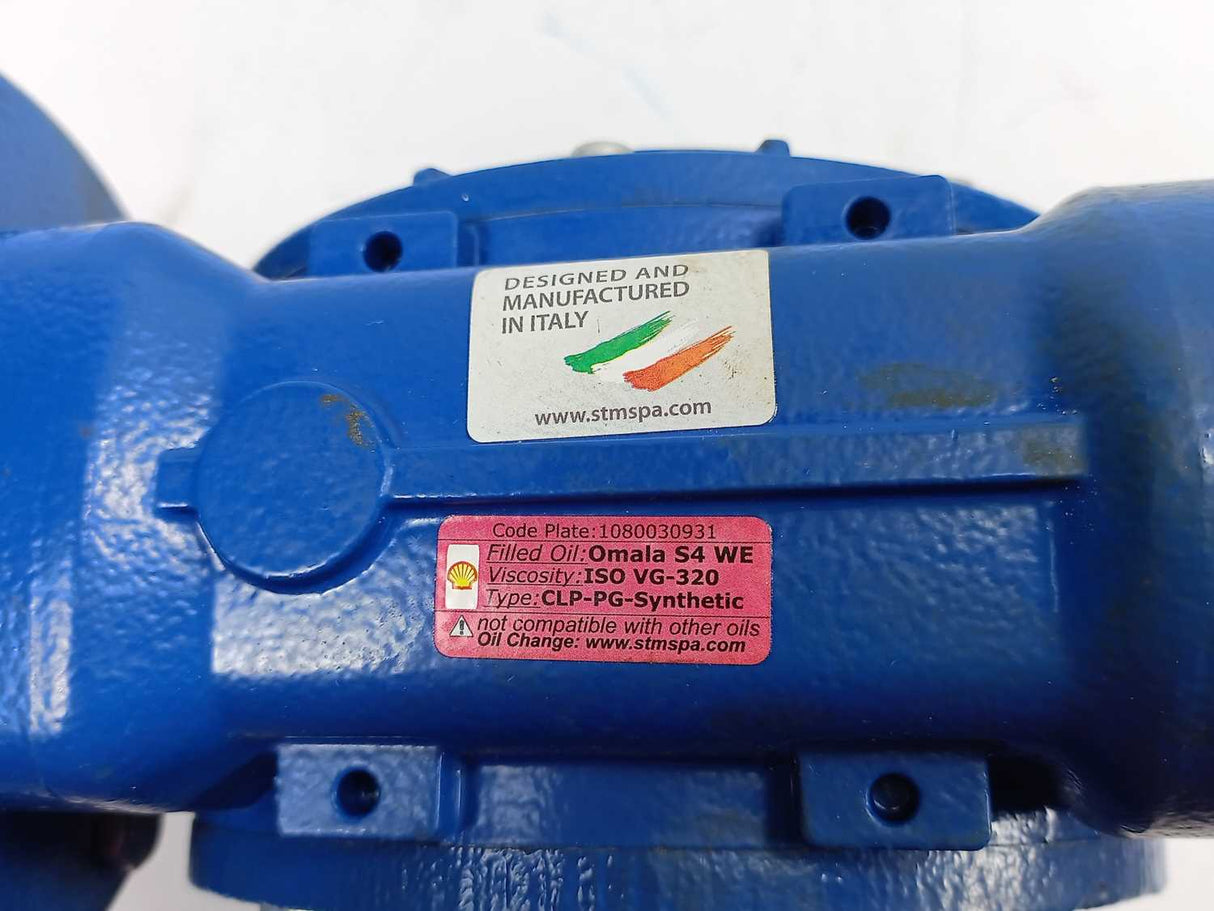 DESIGNED AND
MANUFACTURED
IN ITALY
www.stmspa.com
Code Plate:1080030931
Filled Oil:Omala S4 WE
Viscosity:ISO VG-320
Type:CLP-PG-Synthetic
not compatible with other oils
Oil Change: www.stmspa.com